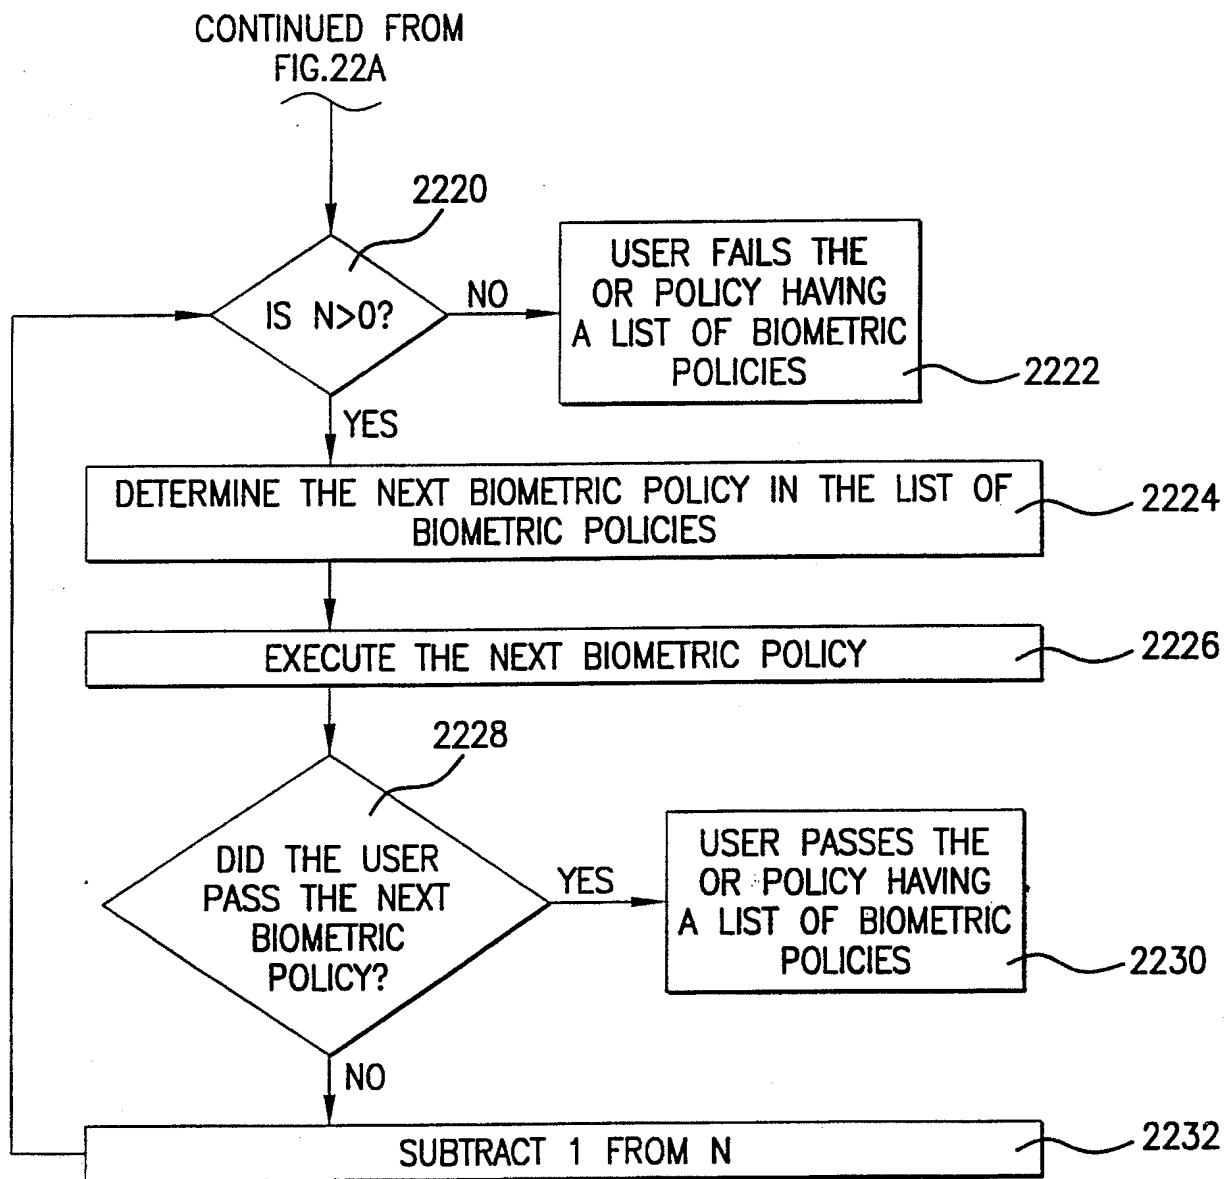 CONTINUED FROM
FIG.22A
2220
IS N>0?
NO
USER FAILS THE
OR POLICY HAVING
A LIST OF BIOMETRIC
POLICIES
2222
YES
DETERMINE THE NEXT BIOMETRIC POLICY IN THE LIST OF
BIOMETRIC POLICIES
2224
EXECUTE THE NEXT BIOMETRIC POLICY
2226
2228
DID THE USER
PASS THE NEXT
BIOMETRIC
POLICY?
YES
USER PASSES THE
OR POLICY HAVING
A LIST OF BIOMETRIC
POLICIES
2230
NO
SUBTRACT 1 FROM N
2232